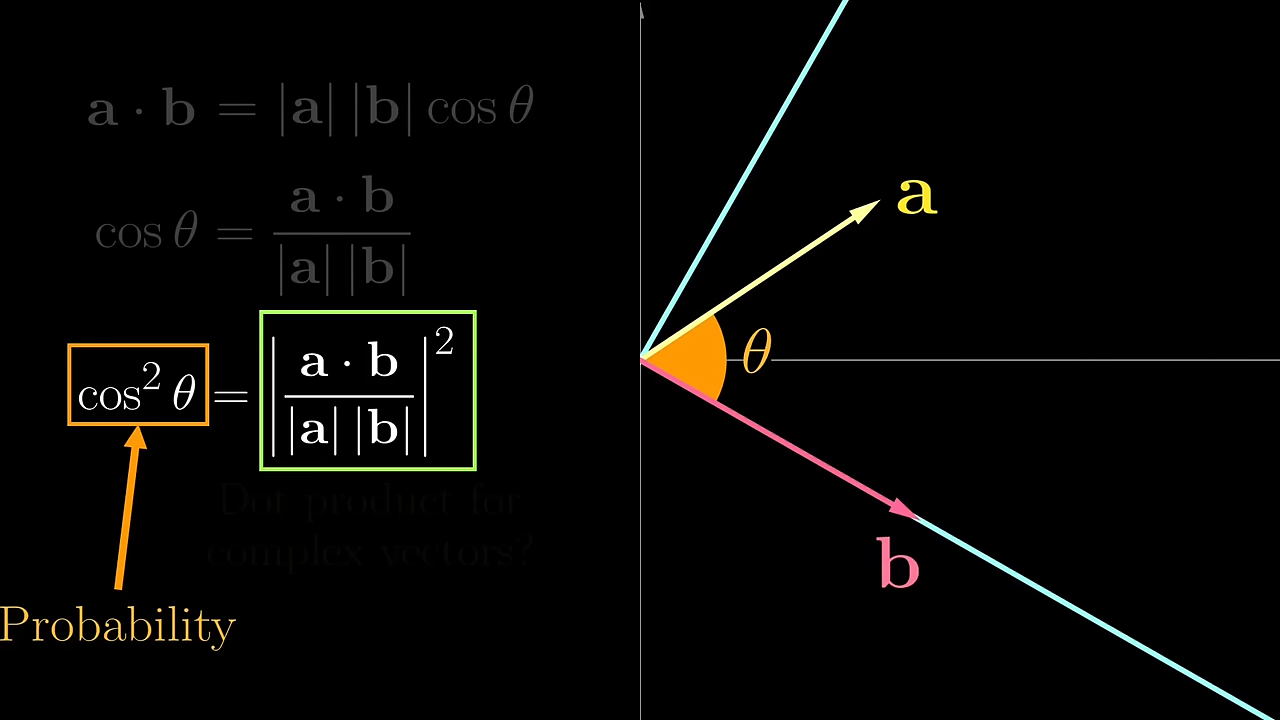 a · b = |a| |b| cos θ
cos θ = (a · b) / (|a| |b|)
cos² θ = |(a · b) / (|a| |b|)|²
Dot product for
complex vectors?
Probability
a
θ
b